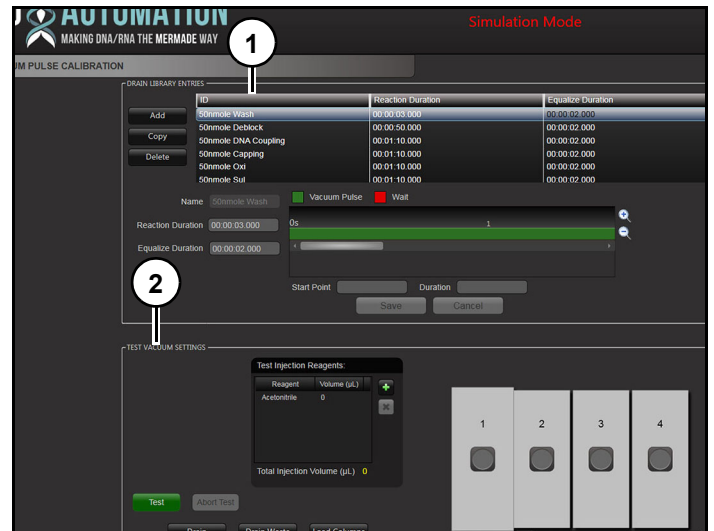 AUTOMATION
Simulation Mode
MAKING DNA/RNA THE MERMADE WAY
1
UM PULSE CALIBRATION
DRAIN LIBRARY ENTRIES
ID Reaction Duration Equalize Duration
Add
50nmole Wash 00:00:03.000 00:00:02.000
50nmole Deblock 00:00:50.000 00:00:02.000
Copy
50nmole DNA Coupling 00:01:10.000 00:00:02.000
50nmole Capping 00:01:10.000 00:00:02.000
Delete
50nmole Oxi 00:01:10.000 00:00:02.000
50nmole Sul 00:01:10.000 00:00:02.000
Name 50nmole Wash Vacuum Pulse Wait
Reaction Duration 00:00:03.000 0s 1
Equalize Duration 00:00:02.000
2
Start Point Duration
Save Cancel
TEST VACUUM SETTINGS
Test Injection Reagents:
Reagent Volume (µL)
Acetonitrile 0
1 2 3 4
Total Injection Volume (µL) 0
Test Abort Test
Drain Drain Waste Load Columns